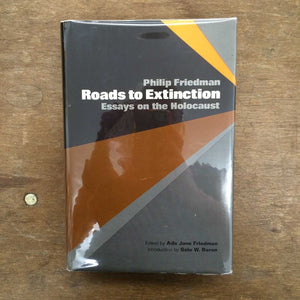 Philip Friedman
Roads to Extinction
Essays on the Holocaust
Edited by Ada June Friedman
Introduction by Salo W. Baron